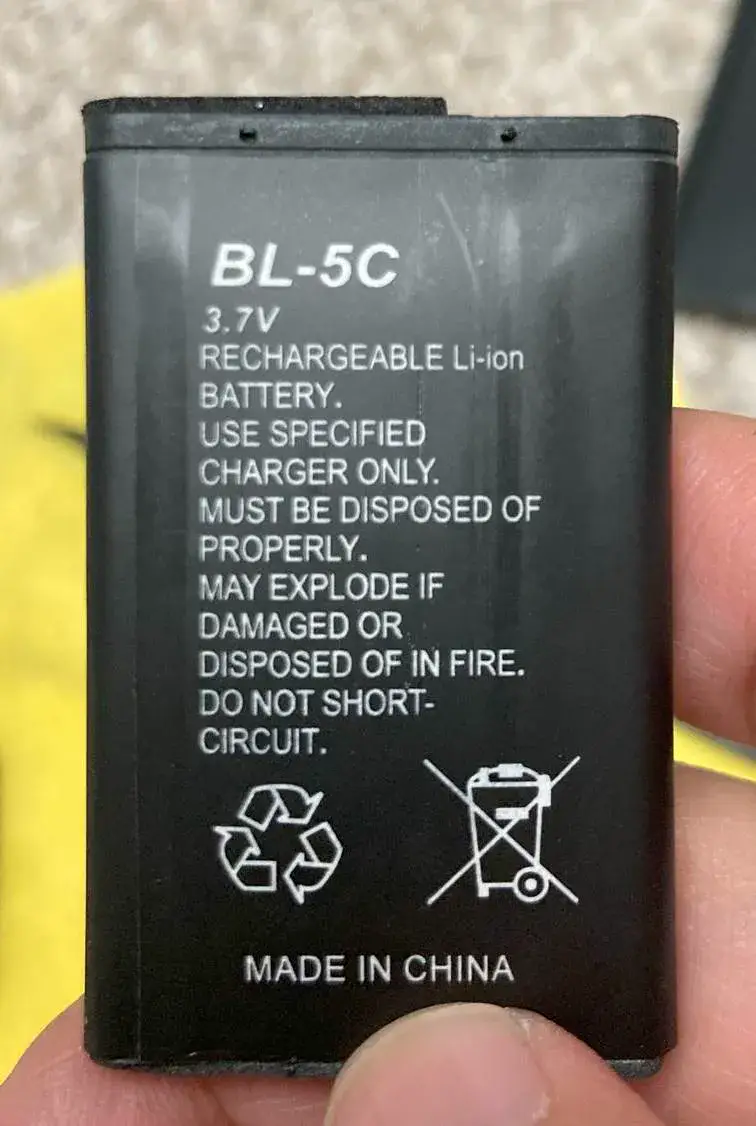 BL-5C
3.7V
RECHARGEABLE Li-ion
BATTERY.
USE SPECIFIED
CHARGER ONLY.
MUST BE DISPOSED OF
PROPERLY.
MAY EXPLODE IF
DAMAGED OR
DISPOSED OF IN FIRE.
DO NOT SHORT-
CIRCUIT.
MADE IN CHINA